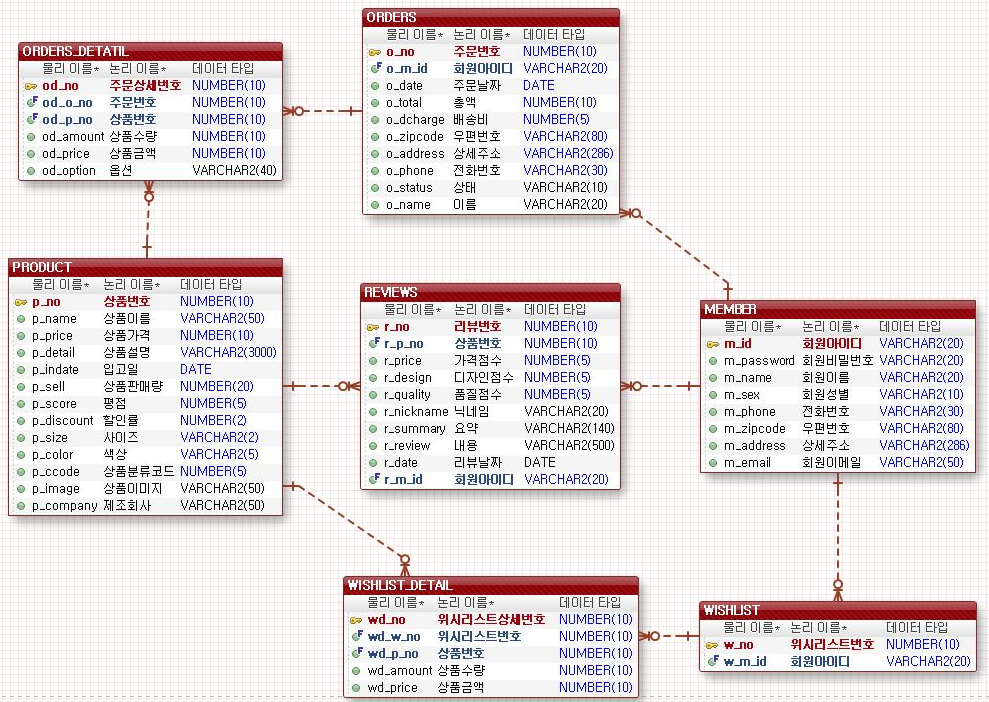 ORDERS_DETATIL
물리 이름* 논리 이름* 데이터 타입
od_no 주문상세번호 NUMBER(10)
od_o_no 주문번호 NUMBER(10)
od_p_no 상품번호 NUMBER(10)
od_amount 상품수량 NUMBER(10)
od_price 상품금액 NUMBER(10)
od_option 옵션 VARCHAR2(40)
ORDERS
물리 이름* 논리 이름* 데이터 타입
o_no 주문번호 NUMBER(10)
o_m_id 회원아이디 VARCHAR2(20)
o_date 주문날짜 DATE
o_total 총액 NUMBER(10)
o_dcharge 배송비 NUMBER(5)
o_zipcode 우편번호 VARCHAR2(80)
o_address 상세주소 VARCHAR2(286)
o_phone 전화번호 VARCHAR2(30)
o_status 상태 VARCHAR2(10)
o_name 이름 VARCHAR2(20)
PRODUCT
물리 이름* 논리 이름* 데이터 타입
p_no 상품번호 NUMBER(10)
p_name 상품이름 VARCHAR2(50)
p_price 상품가격 NUMBER(10)
p_detail 상품설명 VARCHAR2(3000)
p_indate 입고일 DATE
p_sell 상품판매량 NUMBER(20)
p_score 평점 NUMBER(5)
p_discount 할인률 NUMBER(2)
p_size 사이즈 VARCHAR2(2)
p_color 색상 VARCHAR2(5)
p_ccode 상품분류코드 NUMBER(5)
p_image 상품이미지 VARCHAR2(50)
p_company 제조회사 VARCHAR2(50)
REVIEWS
물리 이름* 논리 이름* 데이터 타입
r_no 리뷰번호 NUMBER(10)
r_p_no 상품번호 NUMBER(10)
r_price 가격점수 NUMBER(5)
r_design 디자인점수 NUMBER(5)
r_quality 품질점수 NUMBER(5)
r_nickname 닉네임 VARCHAR2(20)
r_summary 요약 VARCHAR2(140)
r_review 내용 VARCHAR2(500)
r_date 리뷰날짜 DATE
r_m_id 회원아이디 VARCHAR2(20)
MEMBER
물리 이름* 논리 이름* 데이터 타입
m_id 회원아이디 VARCHAR2(20)
m_password 회원비밀번호 VARCHAR2(20)
m_name 회원이름 VARCHAR2(20)
m_sex 회원성별 VARCHAR2(10)
m_phone 전화번호 VARCHAR2(30)
m_zipcode 우편번호 VARCHAR2(80)
m_address 상세주소 VARCHAR2(286)
m_email 회원이메일 VARCHAR2(50)
WISHLIST_DETAIL
물리 이름* 논리 이름* 데이터 타입
wd_no 위시리스트상세번호 NUMBER(10)
wd_w_no 위시리스트번호 NUMBER(10)
wd_p_no 상품번호 NUMBER(10)
wd_amount 상품수량 NUMBER(10)
wd_price 상품금액 NUMBER(10)
WISHLIST
물리 이름* 논리 이름* 데이터 타입
w_no 위시리스트번호 NUMBER(10)
w_m_id 회원아이디 VARCHAR2(20)